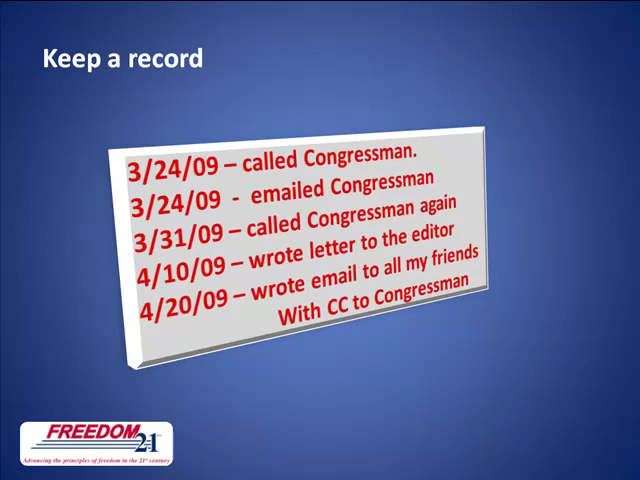 Keep a record
3/24/09 – called Congressman.
3/24/09 - emailed Congressman
3/31/09 – called Congressman again
4/10/09 – wrote letter to the editor
4/20/09 – wrote email to all my friends
With CC to Congressman
FREEDOM 21
Advancing the principles of freedom in the 21st century